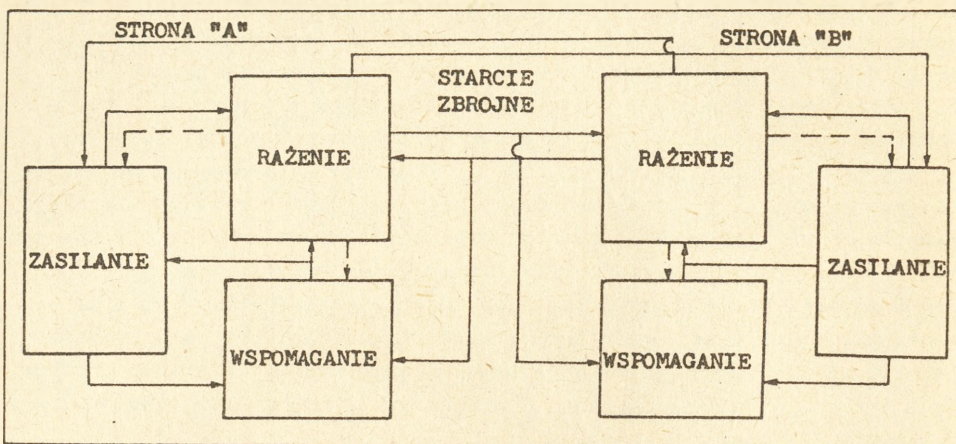 STRONA "A"
STRONA "B"
STARCIE
ZBROJNE
RAŻENIE
RAŻENIE
ZASILANIE
ZASILANIE
WSPOMAGANIE
WSPOMAGANIE